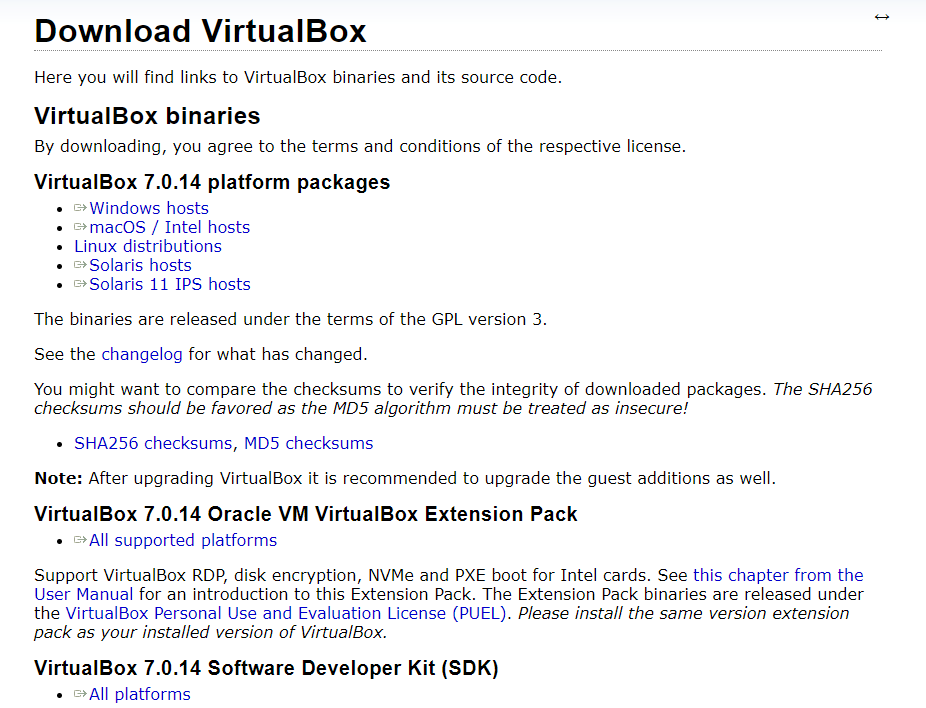 Download VirtualBox
Here you will find links to VirtualBox binaries and its source code.
VirtualBox binaries
By downloading, you agree to the terms and conditions of the respective license.
VirtualBox 7.0.14 platform packages
Windows hosts
macOS / Intel hosts
Linux distributions
Solaris hosts
Solaris 11 IPS hosts
The binaries are released under the terms of the GPL version 3.
See the changelog for what has changed.
You might want to compare the checksums to verify the integrity of downloaded packages. The SHA256
checksums should be favored as the MD5 algorithm must be treated as insecure!
SHA256 checksums, MD5 checksums
Note: After upgrading VirtualBox it is recommended to upgrade the guest additions as well.
VirtualBox 7.0.14 Oracle VM VirtualBox Extension Pack
All supported platforms
Support VirtualBox RDP, disk encryption, NVMe and PXE boot for Intel cards. See this chapter from the
User Manual for an introduction to this Extension Pack. The Extension Pack binaries are released under
the VirtualBox Personal Use and Evaluation License (PUEL). Please install the same version extension
pack as your installed version of VirtualBox.
VirtualBox 7.0.14 Software Developer Kit (SDK)
All platforms